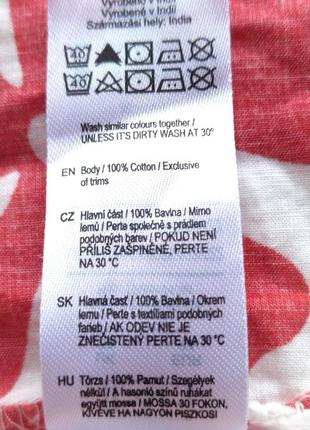 Vyrobeno v Indii
Vyrobené v Indii
Származási hely: India
40
40
Wash similar colours together /
UNLESS IT'S DIRTY WASH AT 30°
EN Body / 100% Cotton / Exclusive
of trims
CZ Hlavní část / 100% Bavlna / Mimo
lemů / Perte společně s prádlem
podobných barev / POKUD NENÍ
PŘÍLIŠ ZAŠPINĚNÉ, PERTE
NA 30 °C
SK Hlavná časť / 100% Bavlna / Okrem
lemu / Perte s textíliami podobných
farieb / AK ODEV NIE JE
ZNEČISTENÝ PERTE NA 30 °C
HU Törzs / 100% Pamut / Szegélyek
nélkül / A hasonló színű ruhákat
együtt mossa / MOSSA 30 FOKON,
KIVÉVE HA NAGYON PISZKOS!